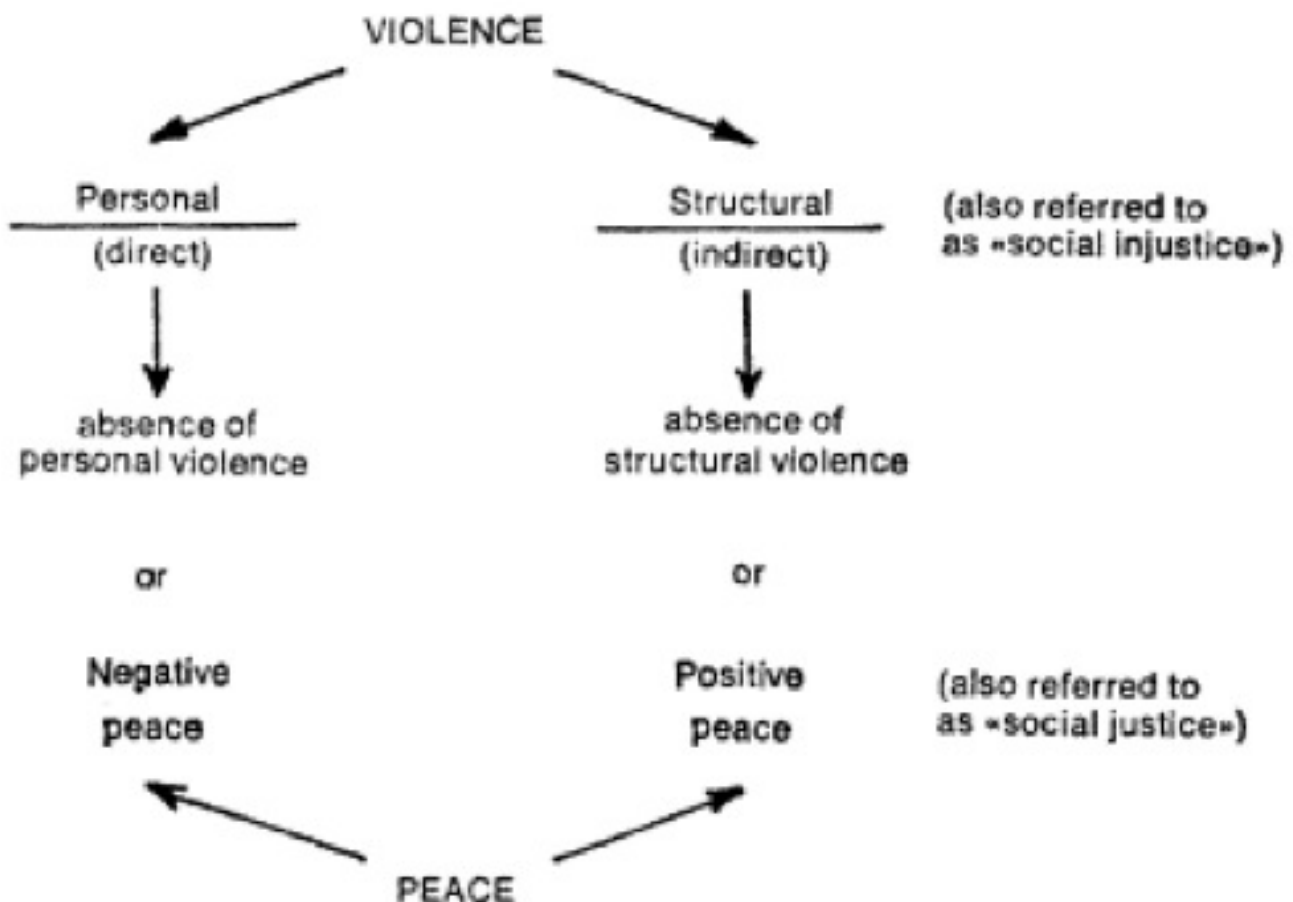 VIOLENCE
Personal
(direct)
Structural
(indirect)
(also referred to
as «social injustice»)
absence of
personal violence
absence of
structural violence
or
or
Negative
peace
Positive
peace
(also referred to
as «social justice»)
PEACE